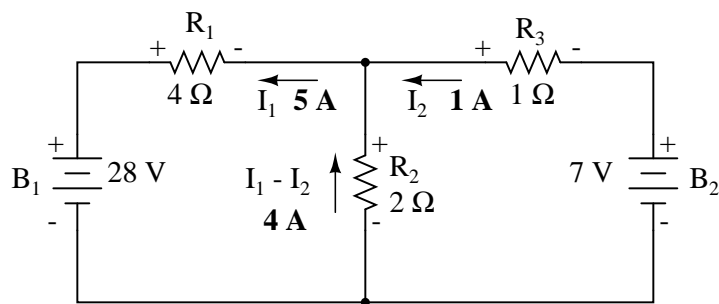 R1
R3
+ -
+ -
4 Ω
1 Ω
I1 5 A
I2 1 A
+
+
+
B1
28 V
I1 - I2
R2
7 V
B2
2 Ω
4 A
-
-
-